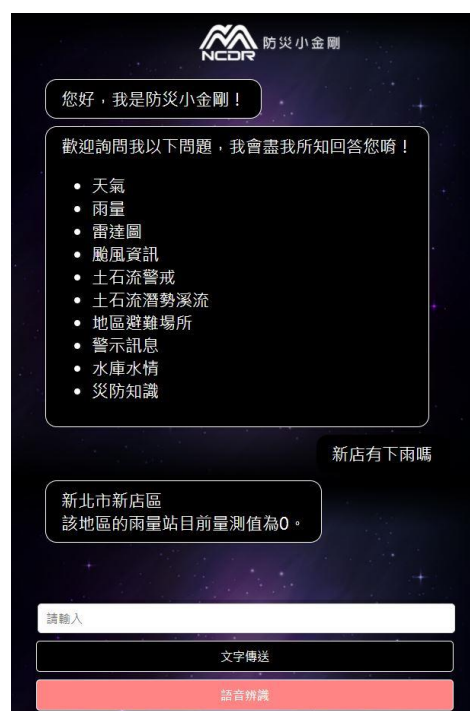 NCDR 防災小金剛
您好，我是防災小金剛！
歡迎詢問我以下問題，我會盡我所知回答您唷！
• 天氣
• 雨量
• 雷達圖
• 颱風資訊
• 土石流警戒
• 土石流潛勢溪流
• 地區避難場所
• 警示訊息
• 水庫水情
• 災防知識
新店有下雨嗎
新北市新店區
該地區的雨量站目前量測值為0。
請輸入
文字傳送
語音辨識